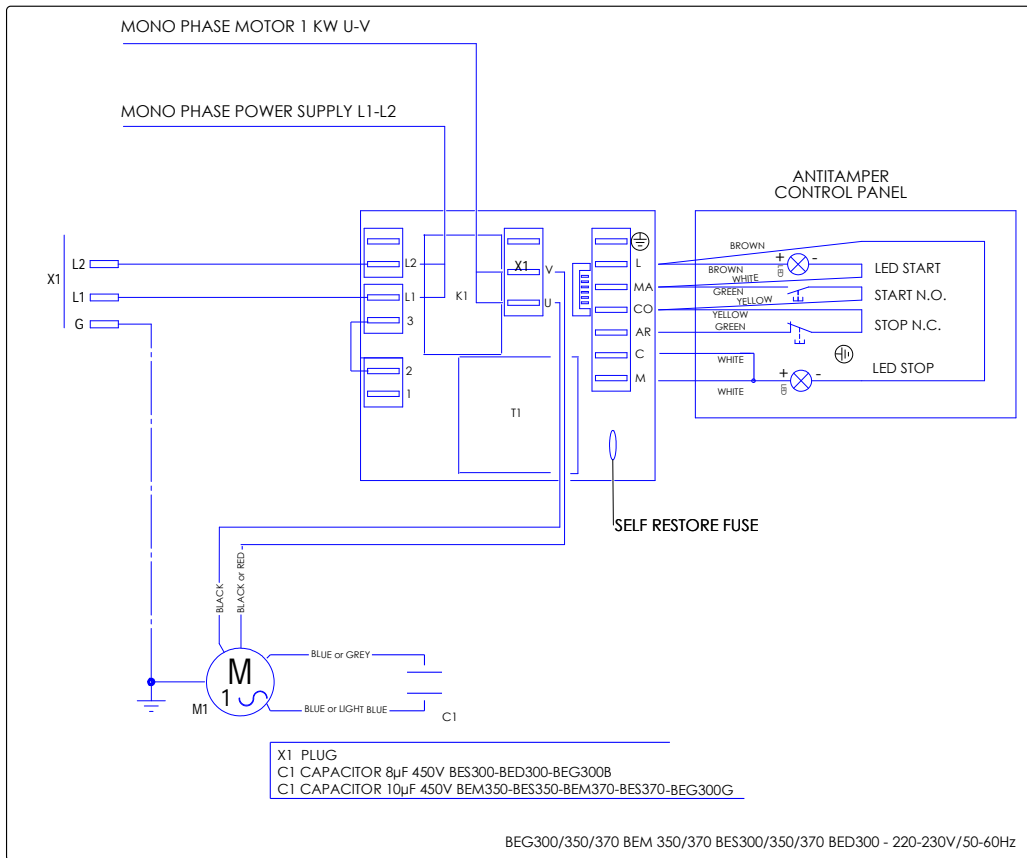 MONO PHASE MOTOR 1 KW U-V
MONO PHASE POWER SUPPLY L1-L2
ANTITAMPER
CONTROL PANEL
BROWN
L2
L2
X1
V
L
+
-
LED
LED START
X1
BROWN
WHITE
MA
L1
L1
K1
U
GREEN
START N.O.
YELLOW
CO
G
3
YELLOW
STOP N.C.
AR
GREEN
C
WHITE
2
M
+
-
LED
LED STOP
WHITE
1
T1
SELF RESTORE FUSE
BLACK
BLACK or RED
BLUE or GREY
M
1
M1
BLUE or LIGHT BLUE
C1
X1 PLUG
C1 CAPACITOR 8µF 450V BES300-BED300-BEG300B
C1 CAPACITOR 10µF 450V BEM350-BES350-BEM370-BES370-BEG300G
BEG300/350/370 BEM 350/370 BES300/350/370 BED300 - 220-230V/50-60Hz